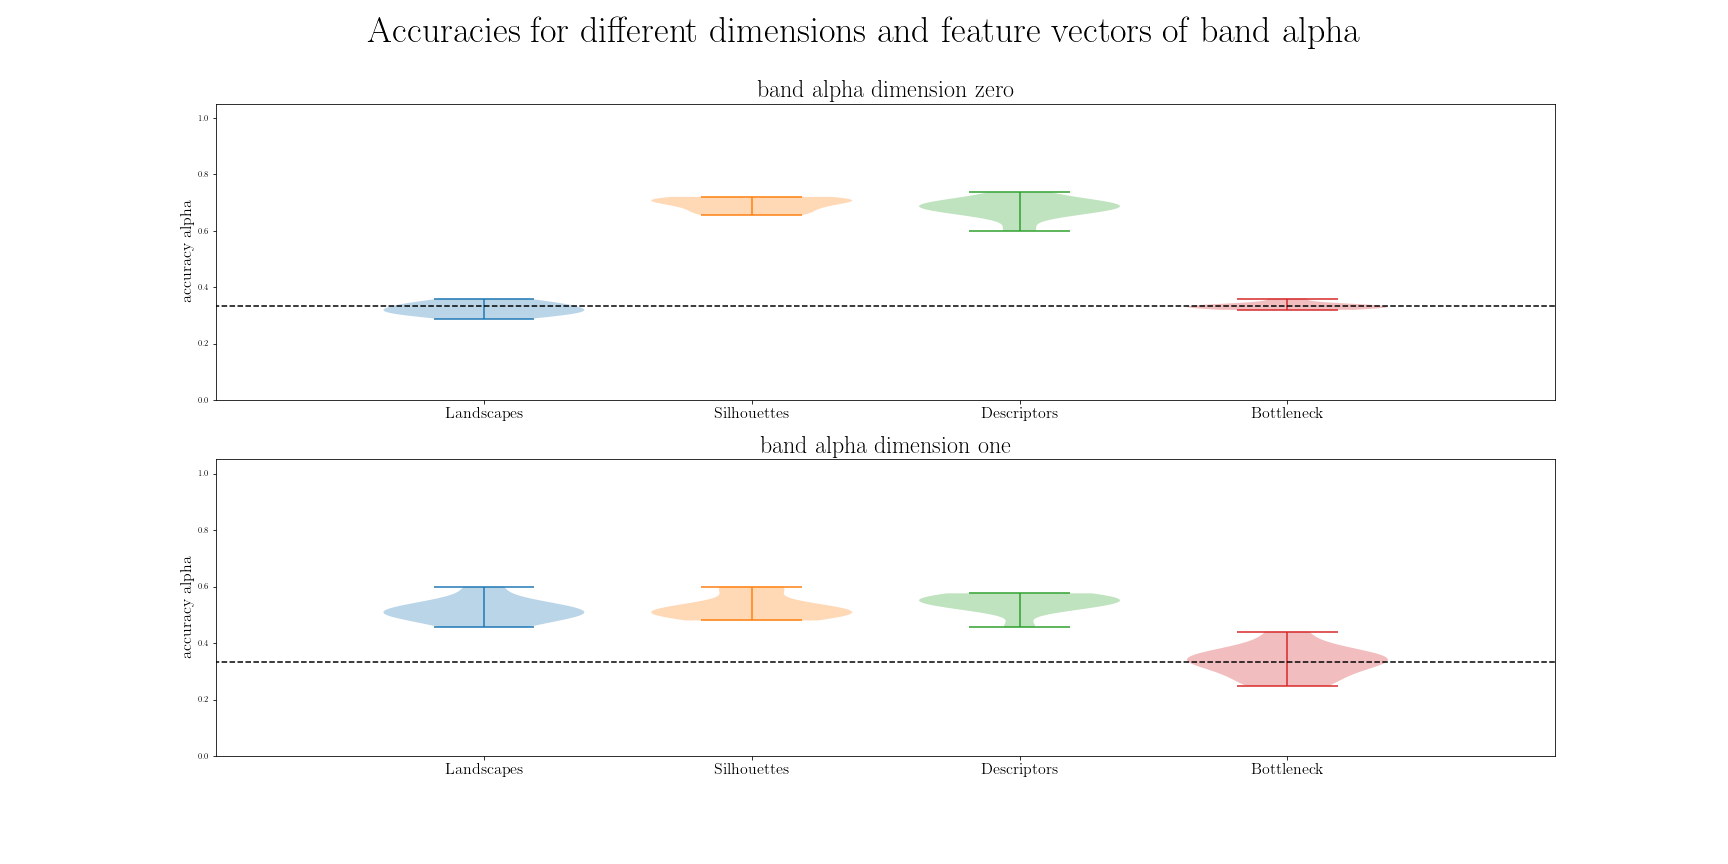 Accuracies for different dimensions and feature vectors of band alpha
band alpha dimension zero
accuracy alpha
1.0
0.8
0.6
0.4
0.2
0.0
Landscapes Silhouettes Descriptors Bottleneck
band alpha dimension one
accuracy alpha
1.0
0.8
0.6
0.4
0.2
0.0
Landscapes Silhouettes Descriptors Bottleneck